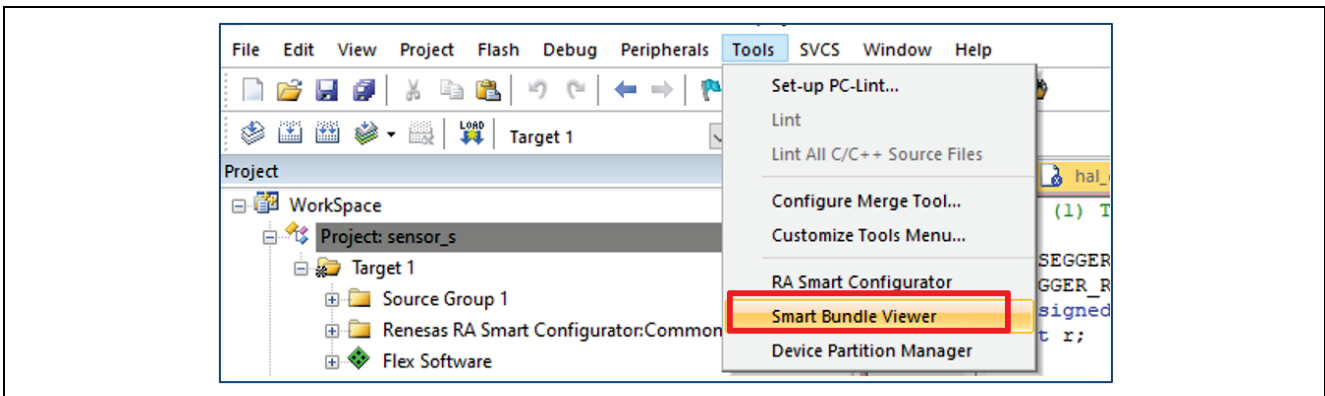 File Edit View Project Flash Debug Peripherals Tools SVCS Window Help
Set-up PC-Lint...
LOAD Target 1
Lint
Lint All C/C++ Source Files
Project
hal_
WorkSpace
Configure Merge Tool...
(1) T
Project: sensor_s
Customize Tools Menu...
Target 1
SEGGER
RA Smart Configurator
GGER_R
Source Group 1
Smart Bundle Viewer
signed
Renesas RA Smart Configurator:Common
t r;
Device Partition Manager
Flex Software